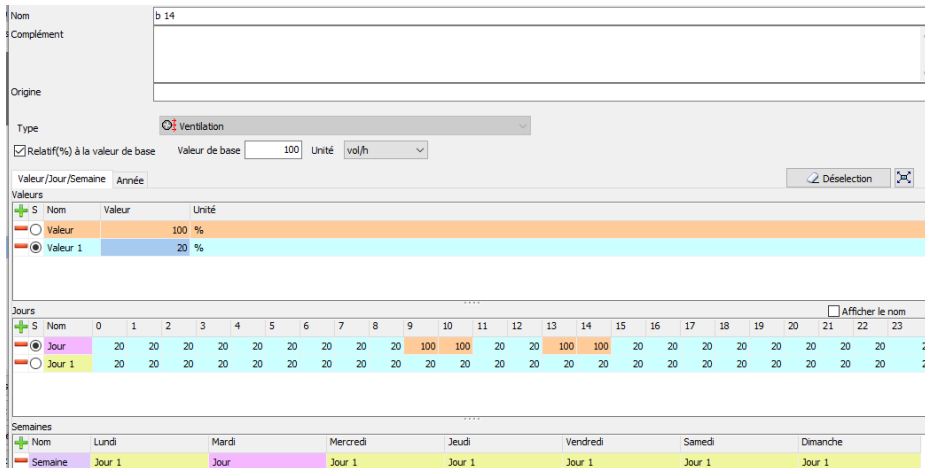 Nom b 14
Complément
Origine
Type Ventilation
Relatif(%) à la valeur de base Valeur de base 100 Unité vol/h
Valeur/Jour/Semaine Année Déselection
Valeurs
S Nom Valeur Unité
Valeur 100 %
Valeur 1 20 %
Jours Afficher le nom
S Nom 0 1 2 3 4 5 6 7 8 9 10 11 12 13 14 15 16 17 18 19 20 21 22 23
Jour 20 20 20 20 20 20 20 20 20 100 100 20 20 100 100 20 20 20 20 20 20 20 20
Jour 1 20 20 20 20 20 20 20 20 20 20 20 20 20 20 20 20 20 20 20 20 20 20 20
Semaines
Nom Lundi Mardi Mercredi Jeudi Vendredi Samedi Dimanche
Semaine Jour 1 Jour Jour 1 Jour 1 Jour 1 Jour 1 Jour 1